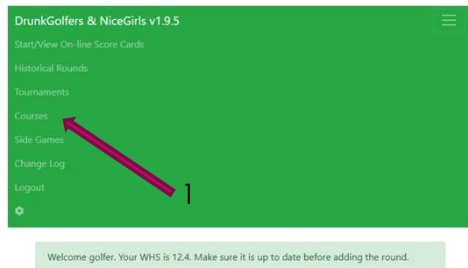 DrunkGolfers & NiceGirls v1.9.5
Start/View On-line Score Cards
Historical Rounds
Tournaments
Courses
Side Games
Change Log
Logout
1
Welcome golfer. Your WHS is 12.4. Make sure it is up to date before adding the round.